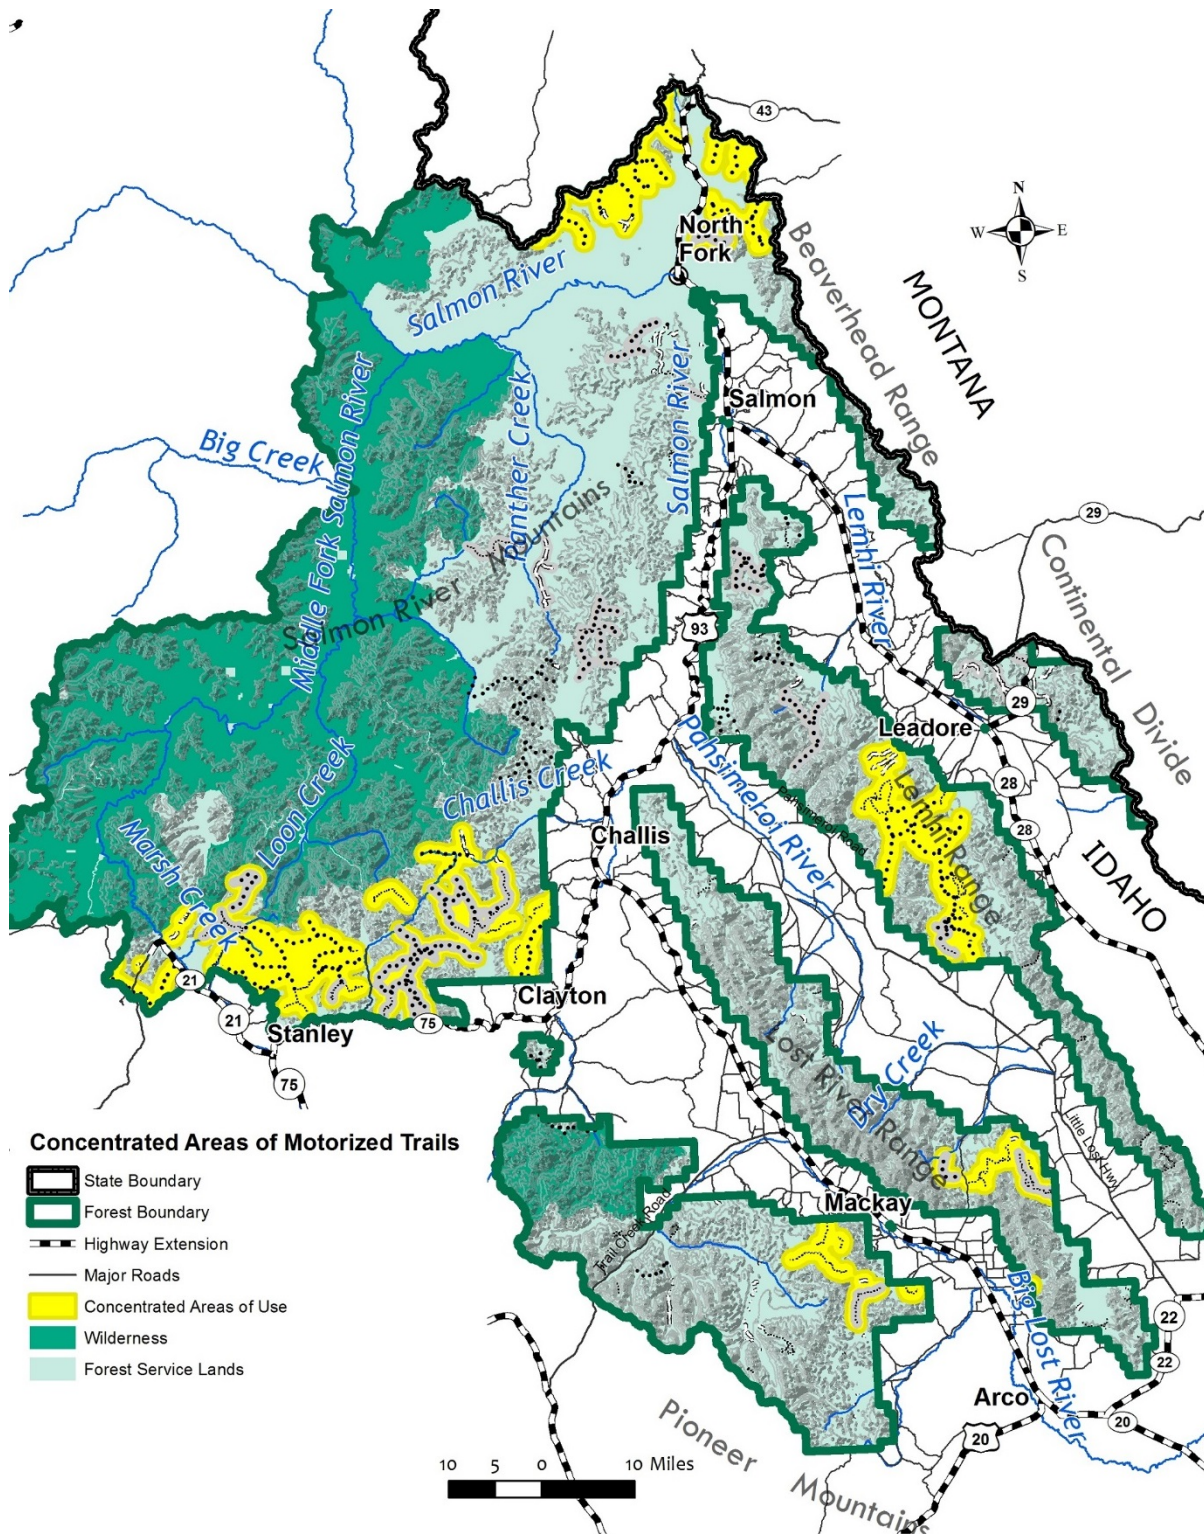 43
N
W E
S
North
Fork
Beaverhead Range
MONTANA
Salmon River
Salmon
Salmon River
Middle Fork Salmon River
Big Creek
Panther Creek
Salmon River Mountains
Lemhi River
29
Continental Divide
93
29
Leadore
Pahsimeroi River
Loon Creek
Challis Creek
28
Lemhi Range
Pahsimeroi Road
28
Challis
IDAHO
Marsh Creek
21
Clayton
21
Stanley
75
75
Lost River Range
Dry Creek
Little Lost Hwy
Concentrated Areas of Motorized Trails
State Boundary
Forest Boundary
Highway Extension
Major Roads
Concentrated Areas of Use
Wilderness
Forest Service Lands
Trail Creek Road
Mackay
Big Lost River
22
22
Arco
20
20
Pioneer Mountains
10 5 0 10 Miles